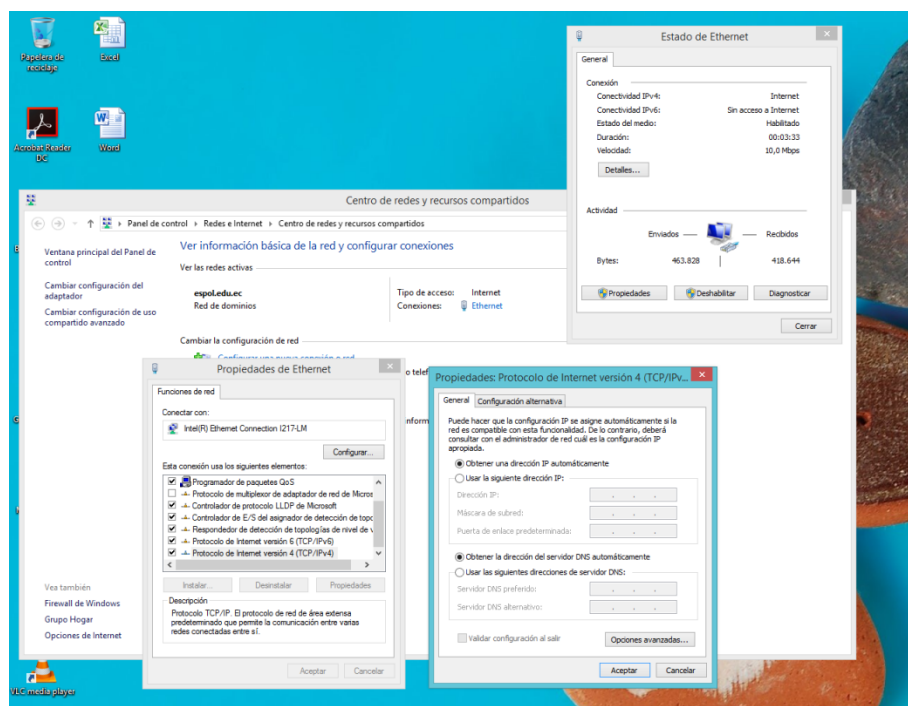 Papelera de
reciclaje
Excel
Acrobat Reader
DC
Word
Estado de Ethernet
General
Conexión
Conectividad IPv4: Internet
Conectividad IPv6: Sin acceso a Internet
Estado del medio: Habilitado
Duración: 00:03:33
Velocidad: 10,0 Mbps
Detalles...
Actividad
Enviados — — Recibidos
Bytes: 463.828 418.644
Propiedades Deshabilitar Diagnosticar
Cerrar
Centro de redes y recursos compartidos
Panel de control ▸ Redes e Internet ▸ Centro de redes y recursos compartidos
Ventana principal del Panel de
control
Cambiar configuración del
adaptador
Cambiar configuración de uso
compartido avanzado
Ver información básica de la red y configurar conexiones
Ver las redes activas
espol.edu.ec
Red de dominios
Tipo de acceso: Internet
Conexiones: Ethernet
Cambiar la configuración de red
Configurar una nueva conexión o red
Vea también
Firewall de Windows
Grupo Hogar
Opciones de Internet
Propiedades de Ethernet
Funciones de red
Conectar con:
Intel(R) Ethernet Connection I217-LM
Configurar...
Esta conexión usa los siguientes elementos:
Programador de paquetes QoS
Protocolo de multiplexor de adaptador de red de Micros
Controlador de protocolo LLDP de Microsoft
Controlador de E/S del asignador de detección de topo
Respondedor de detección de topologías de nivel de v
Protocolo de Internet versión 6 (TCP/IPv6)
Protocolo de Internet versión 4 (TCP/IPv4)
Instalar... Desinstalar Propiedades
Descripción
Protocolo TCP/IP. El protocolo de red de área extensa
predeterminado que permite la comunicación entre varias
redes conectadas entre sí.
Aceptar Cancelar
Propiedades: Protocolo de Internet versión 4 (TCP/IPv...
General Configuración alternativa
Puede hacer que la configuración IP se asigne automáticamente si la
red es compatible con esta funcionalidad. De lo contrario, deberá
consultar con el administrador de red cuál es la configuración IP
apropiada.
Obtener una dirección IP automáticamente
Usar la siguiente dirección IP:
Dirección IP:
Máscara de subred:
Puerta de enlace predeterminada:
Obtener la dirección del servidor DNS automáticamente
Usar las siguientes direcciones de servidor DNS:
Servidor DNS preferido:
Servidor DNS alternativo:
Validar configuración al salir
Opciones avanzadas...
Aceptar Cancelar
VLC media player